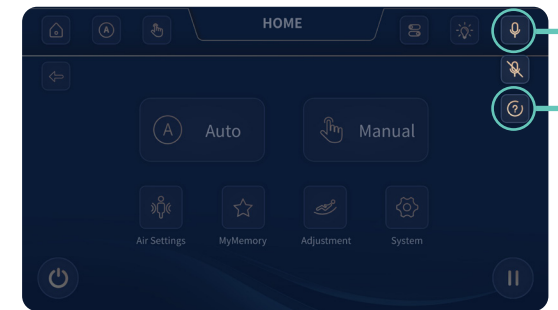 HOME
A
?
A Auto Manual
Air Settings MyMemory Adjustment System